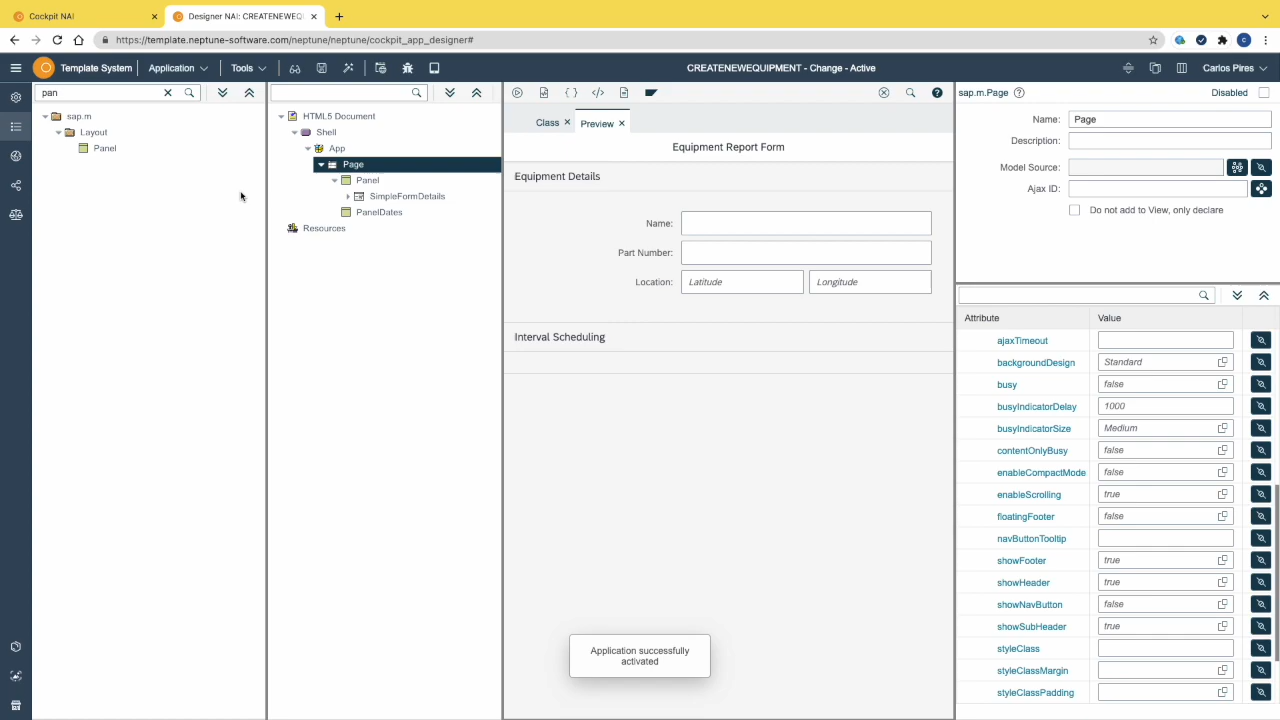 Cockpit NAI
Designer NAI: CREATENEWEQ
https://template.neptune-software.com/neptune/neptune/cockpit_app_designer#
Template System
Application
Tools
CREATENEWEQUIPMENT - Change - Active
Carlos Pires
pan
sap.m
Layout
Panel
HTML5 Document
Shell
App
Page
Panel
SimpleFormDetails
PanelDates
Resources
Class
Preview
Equipment Report Form
Equipment Details
Name:
Part Number:
Location:
Latitude
Longitude
Interval Scheduling
Application successfully
activated
sap.m.Page
Disabled
Name:
Page
Description:
Model Source:
Ajax ID:
Do not add to View, only declare
Attribute
Value
ajaxTimeout
backgroundDesign
Standard
busy
false
busyIndicatorDelay
1000
busyIndicatorSize
Medium
contentOnlyBusy
false
enableCompactMode
false
enableScrolling
true
floatingFooter
false
navButtonTooltip
showFooter
true
showHeader
true
showNavButton
false
showSubHeader
true
styleClass
styleClassMargin
styleClassPadding